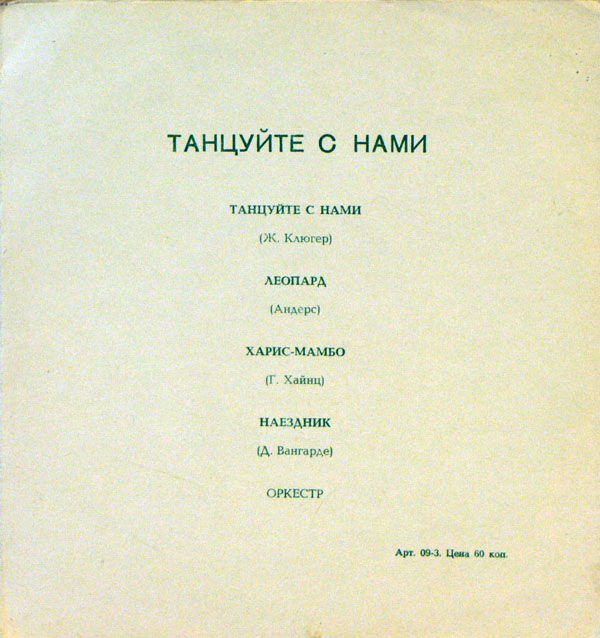 ТАНЦУЙТЕ С НАМИ
ТАНЦУЙТЕ С НАМИ
(Ж. Клюгер)
ЛЕОПАРД
(Андерс)
ХАРИС-МАМБО
(Г. Хайнц)
НАЕЗДНИК
(Д. Вангарде)
ОРКЕСТР
Арт. 09-3. Цена 60 коп.